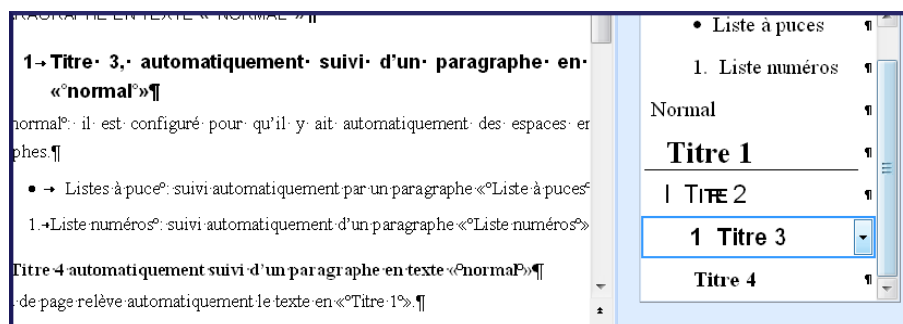 PARAGRAPHE EN TEXTE « NORMAL »¶
1→Titre· 3,· automatiquement· suivi· d'un· paragraphe· en·
«°normal°»¶
normal°:· il· est· configuré· pour· qu'il· y· ait· automatiquement· des· espaces·
phes.¶
•→Listes·à·puce°:·suivi·automatiquement·par·un·paragraphe·«°Liste·à·puces°
1.→Liste·numéros°:·suivi·automatiquement·d'un·paragraphe·«°Liste·numéros°»
Titre·4·automatiquement·suivi·d'un·paragraphe·en·texte·«°normal°»¶
de·page·relève·automatiquement·le·texte·en·«°Titre·1°».¶
• Liste à puces ¶
1. Liste numéros ¶
Normal ¶
Titre 1 ¶
I TITRE 2 ¶
1 Titre 3
Titre 4 ¶